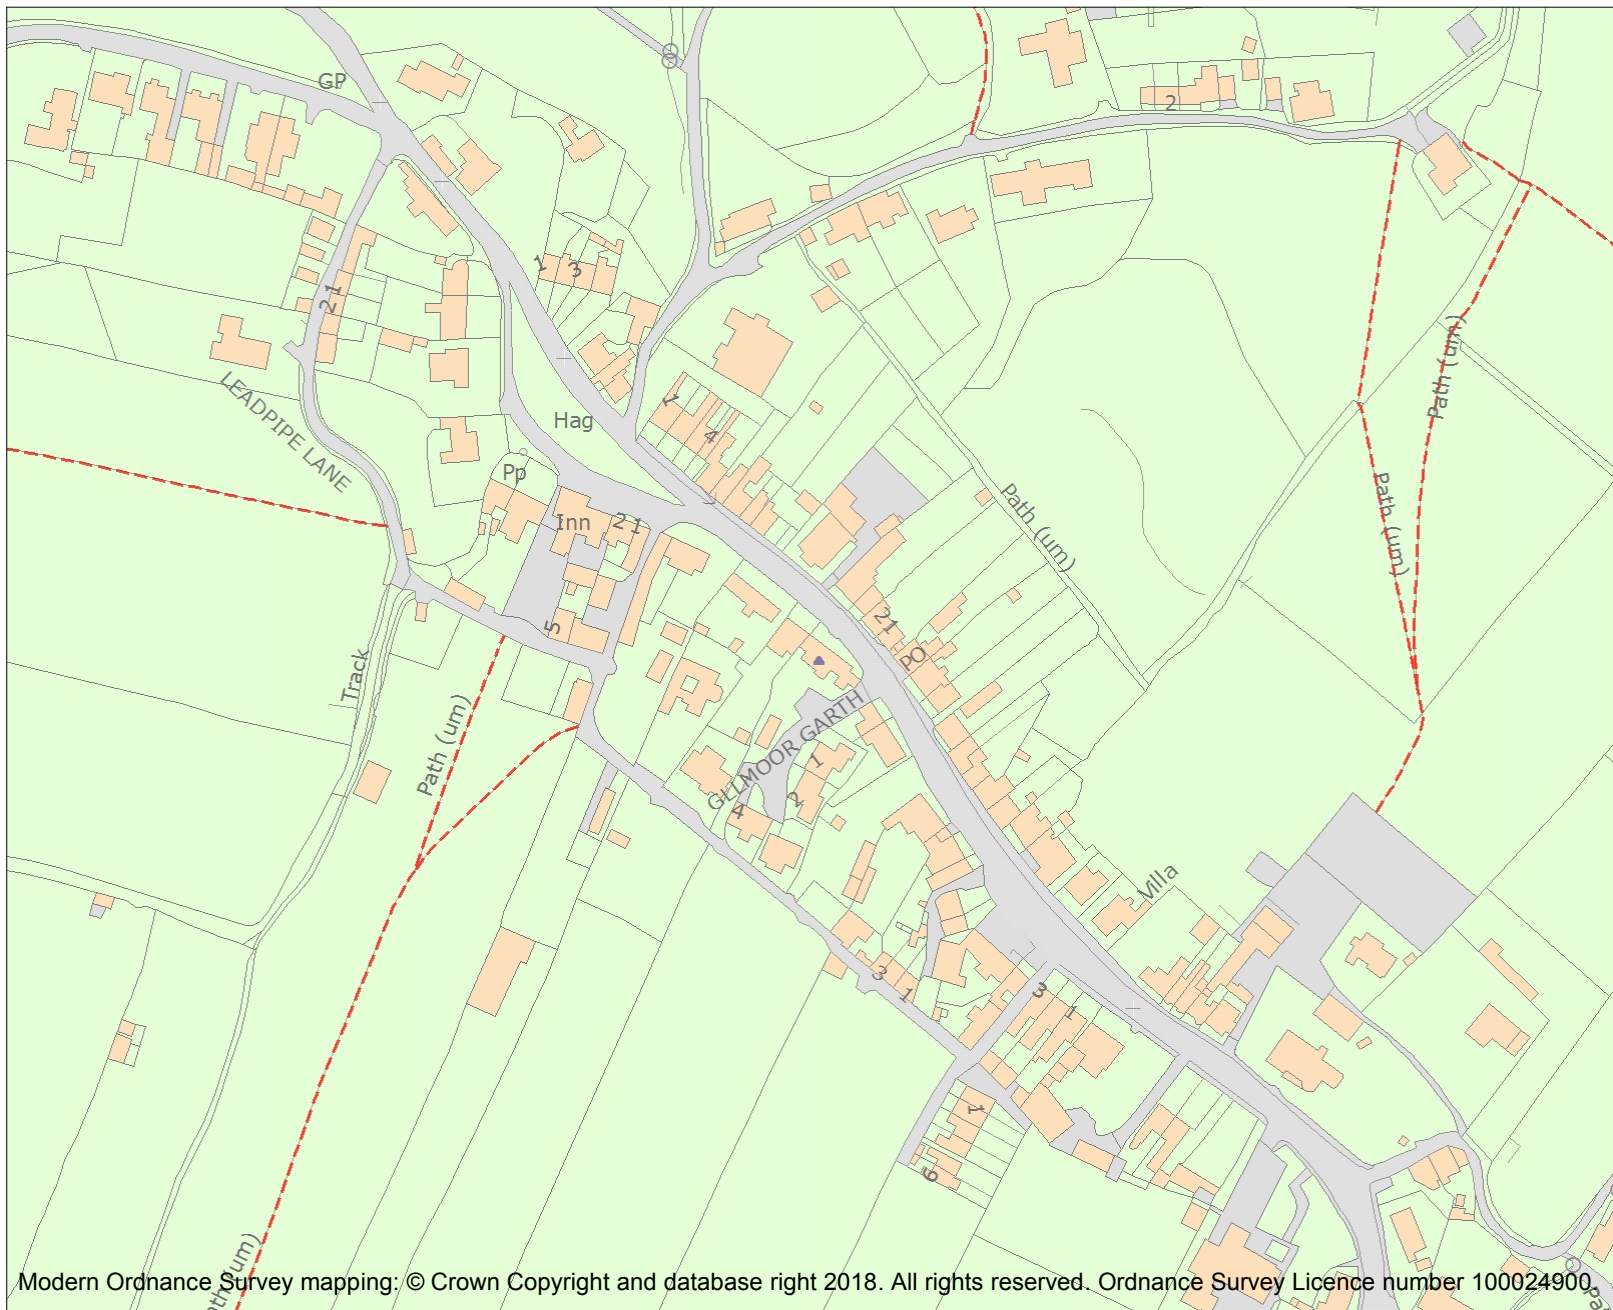 GP
2
1
3
2 1
LEADPIPE LANE
Hag
1
4
Path (um)
Pp
Inn
2 1
Path (um)
Path (um)
21
5
PO
Track
Path (um)
GLLMOOR GARTH
1
2
4
Vllla
3
1
3
1
1
6
Modern Ordnance Survey mapping: © Crown Copyright and database right 2018. All rights reserved. Ordnance Survey Licence number 100024900.